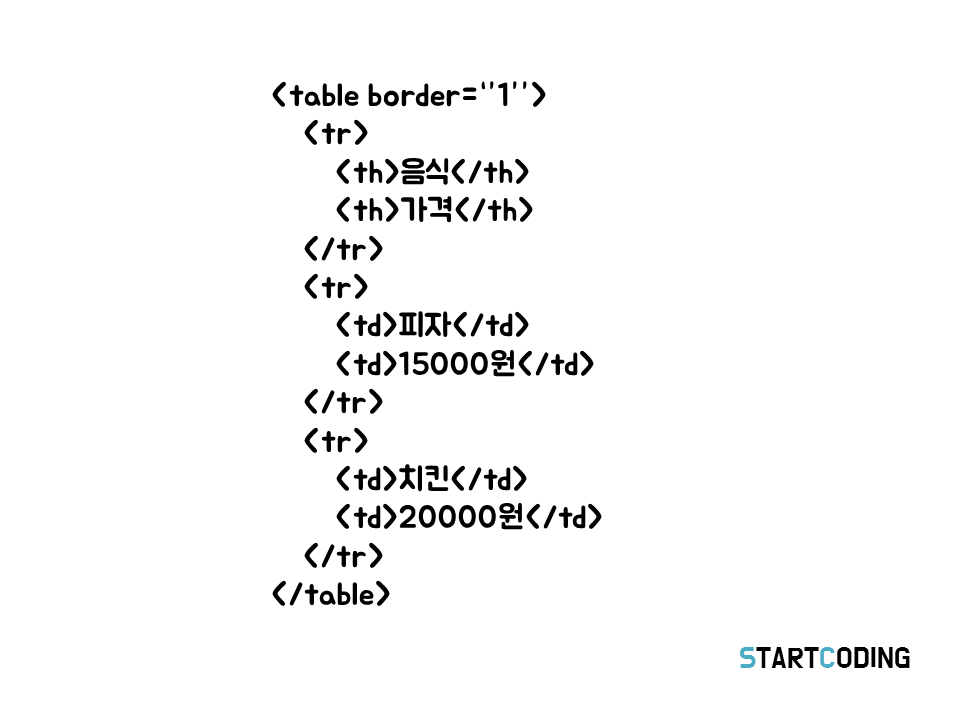 <table border="1">
<tr>
<th>음식</th>
<th>가격</th>
</tr>
<tr>
<td>피자</td>
<td>15000원</td>
</tr>
<tr>
<td>치킨</td>
<td>20000원</td>
</tr>
</table>
STARTCODING